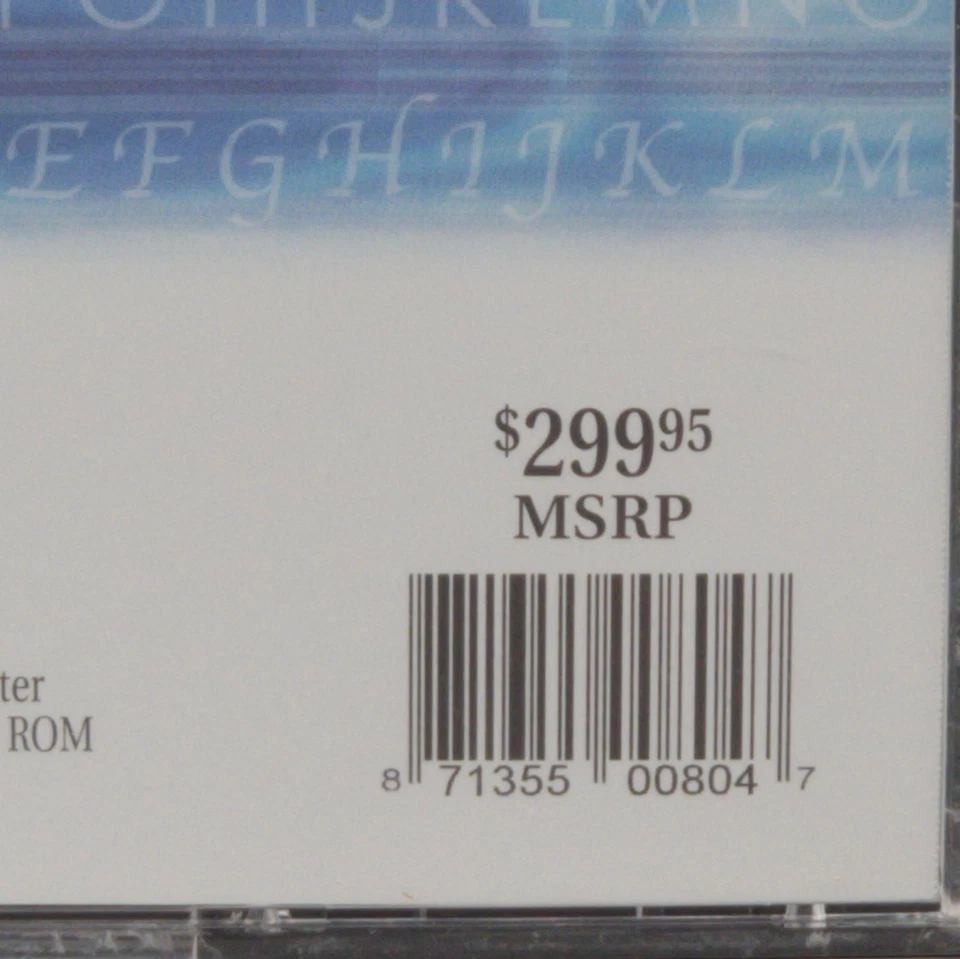 G H I J K L M N O
E F G H I J K L M
$299 95
MSRP
ter
ROM
8 71355 00804 7